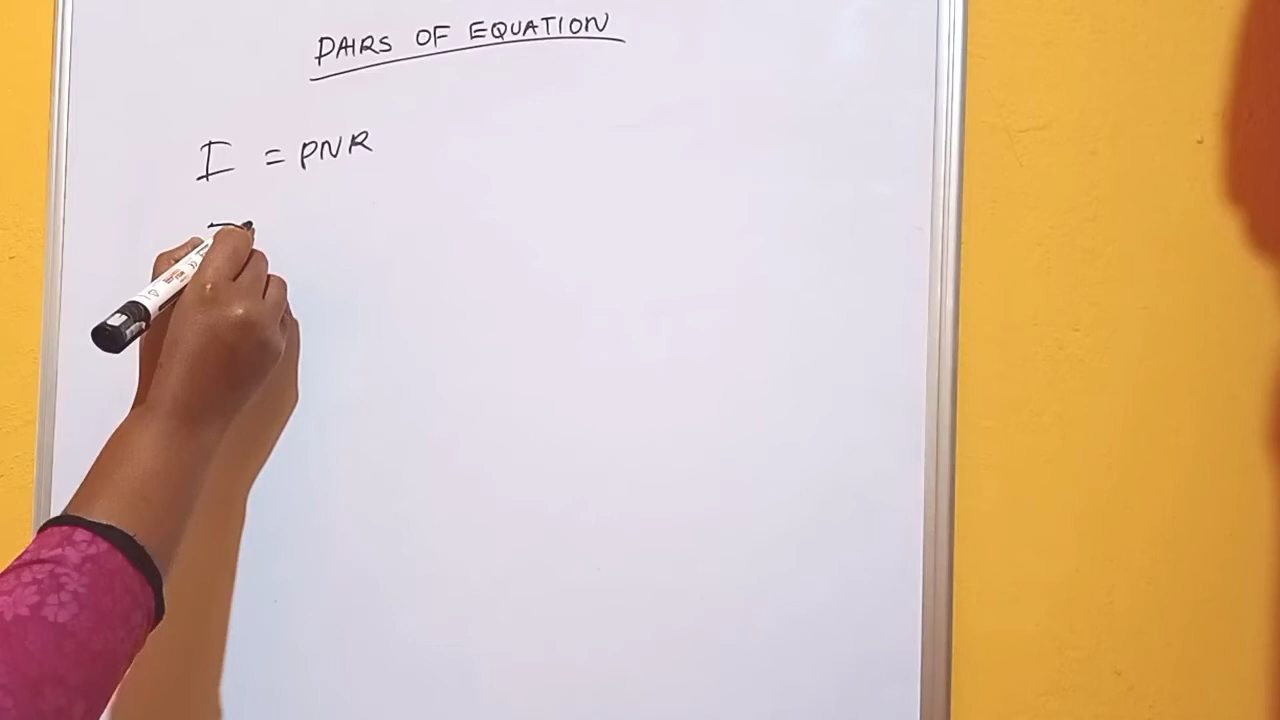 PAIRS OF EQUATION
I = PNR